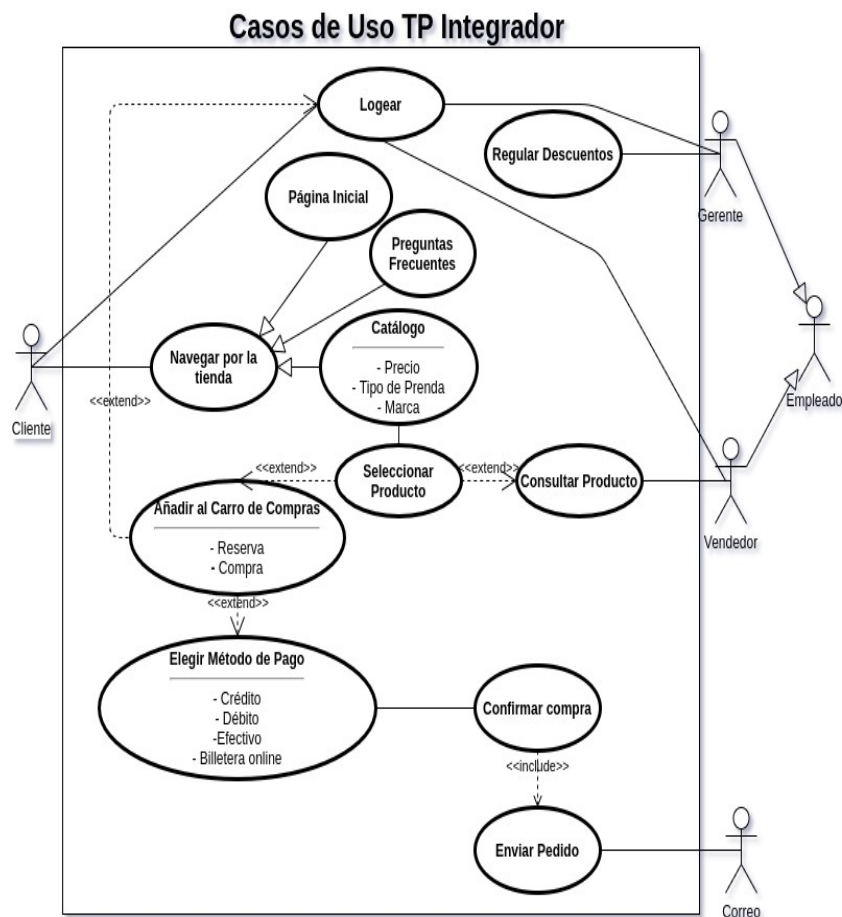 Casos de Uso TP Integrador
Logear
Regular Descuentos
Gerente
Página Inicial
Preguntas
Frecuentes
Catálogo
- Precio
- Tipo de Prenda
- Marca
Navegar por la
tienda
Cliente
<<extend>>
Empleado
Seleccionar
Producto
<<extend>>
<<extend>>
Consultar Producto
Vendedor
Añadir al Carro de Compras
- Reserva
- Compra
<<extend>>
Elegir Método de Pago
- Crédito
- Débito
-Efectivo
- Billetera online
Confirmar compra
<<include>>
Enviar Pedido
Correo